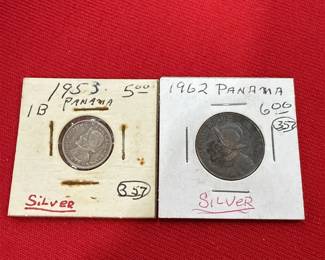 1953 5.00
1B PANAMA
SILVER 357
1962 PANAMA
6.00
357
SILVER